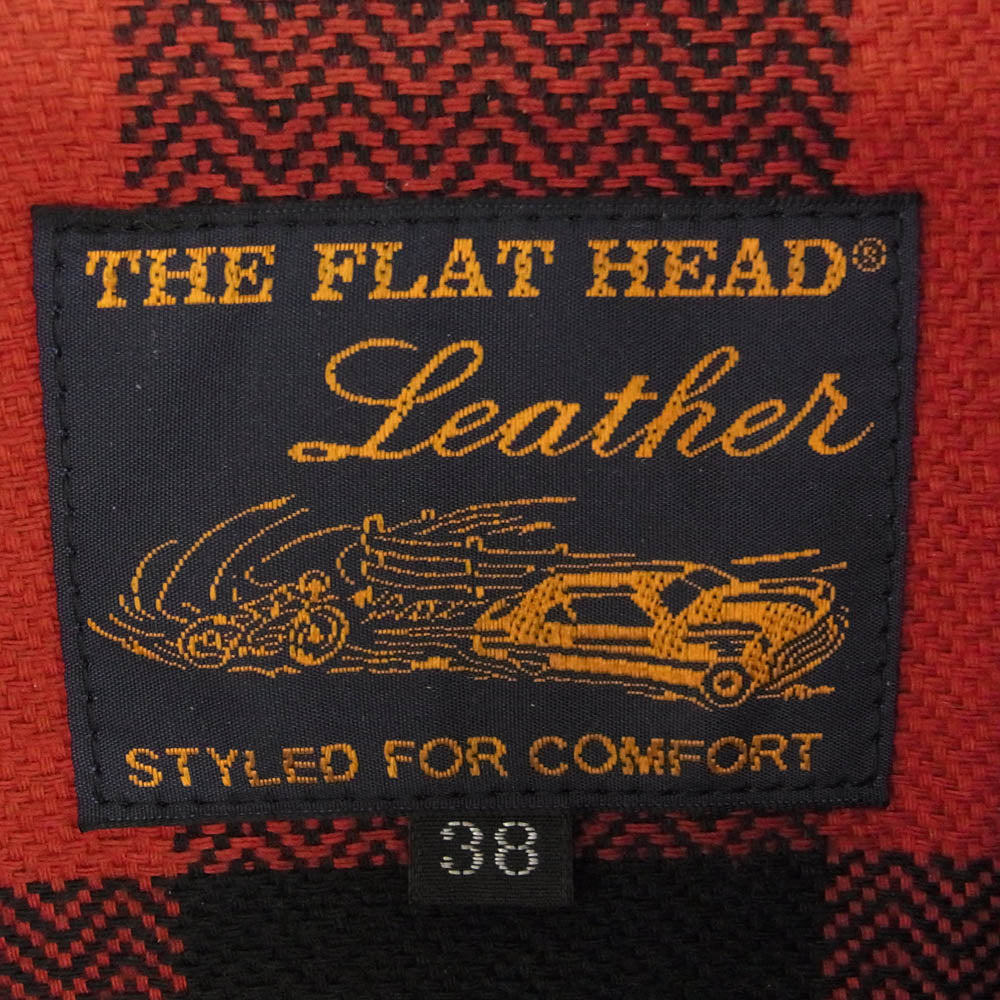 THE FLAT HEAD®
Leather
STYLED FOR COMFORT
38